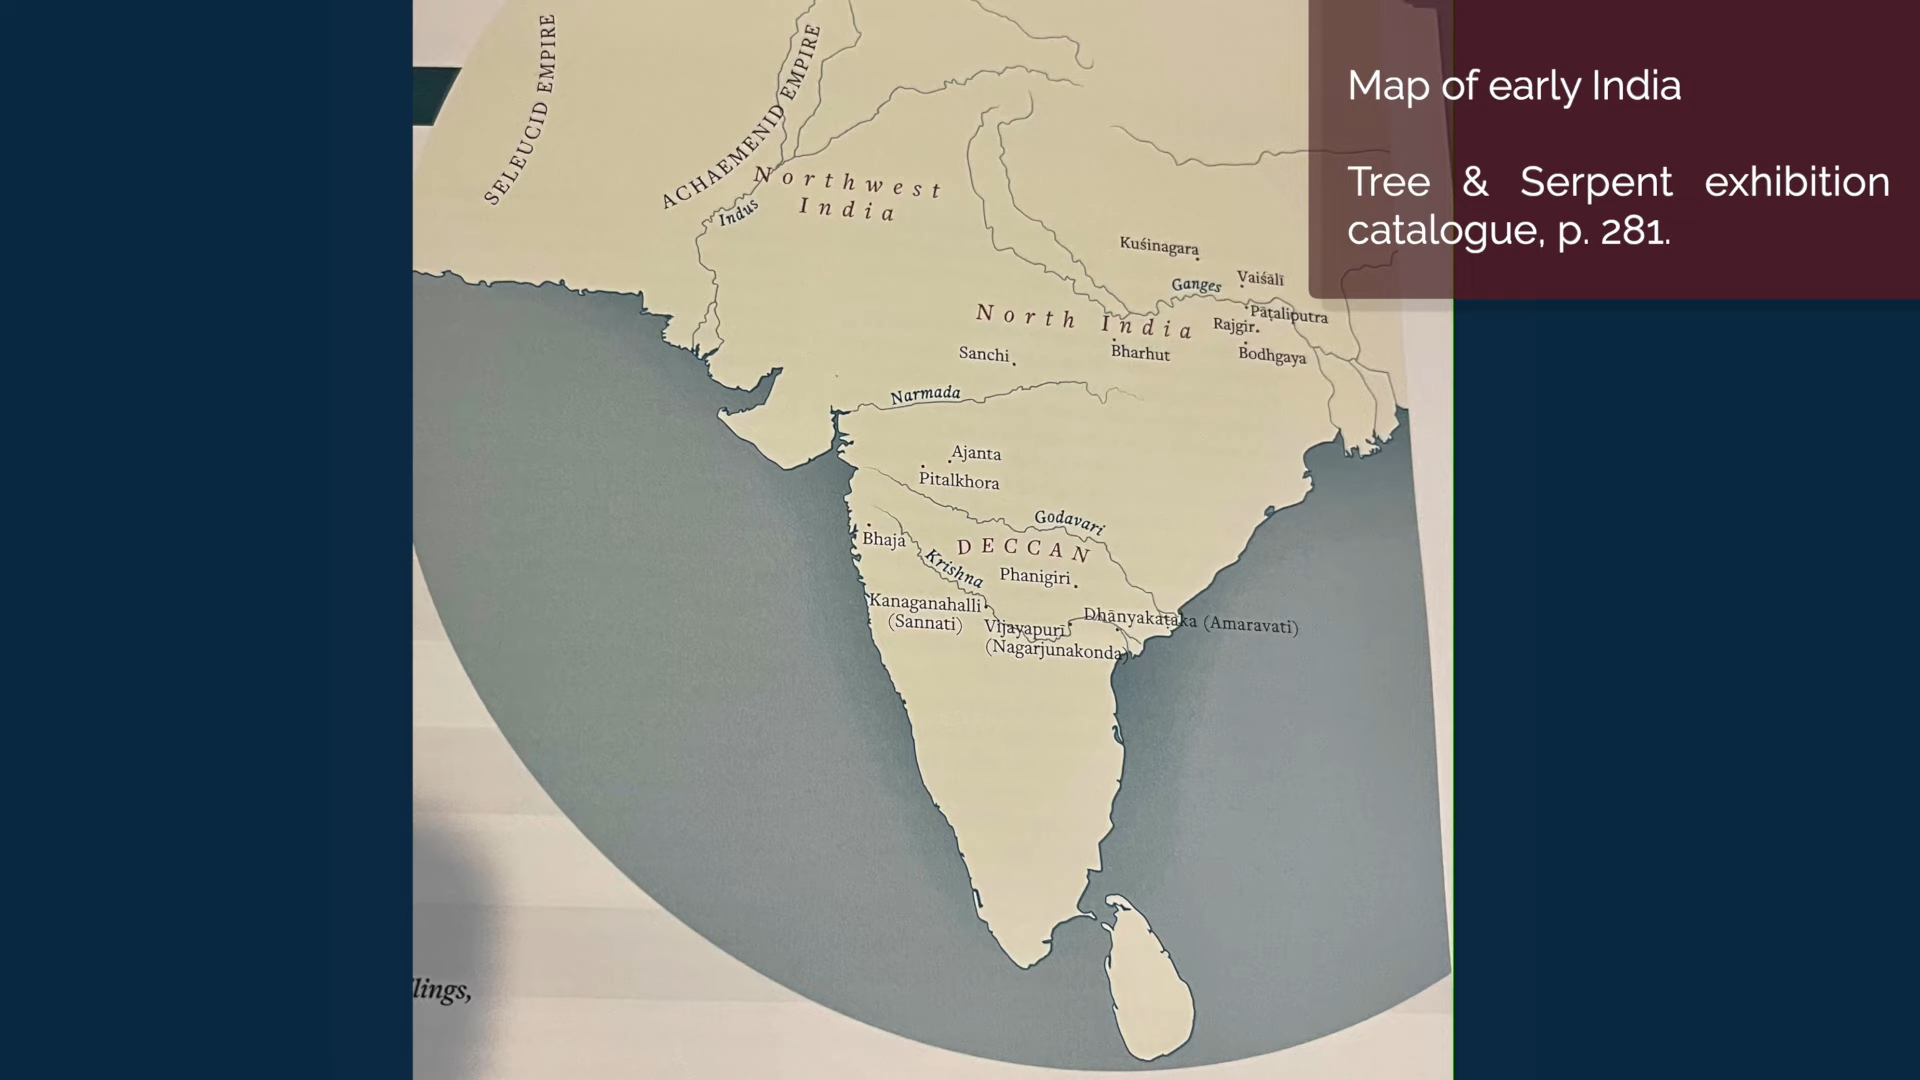 Map of early India
Tree & Serpent exhibition
catalogue, p. 281.
SELEUCID EMPIRE
ACHAEMENID EMPIRE
Northwest
India
Indus
Kuśinagara
Vaiśālī
Ganges
Pāṭaliputra
North India
Rajgir
Sanchi
Bharhut
Bodhgaya
Narmada
Ajanta
Pitalkhora
Godavari
Bhaja
DECCAN
Krishna
Phanigiri
Kanaganahalli
(Sannati)
Dhānyakaṭaka (Amaravati)
Vijayapurī
(Nagarjunakonda)
lings,